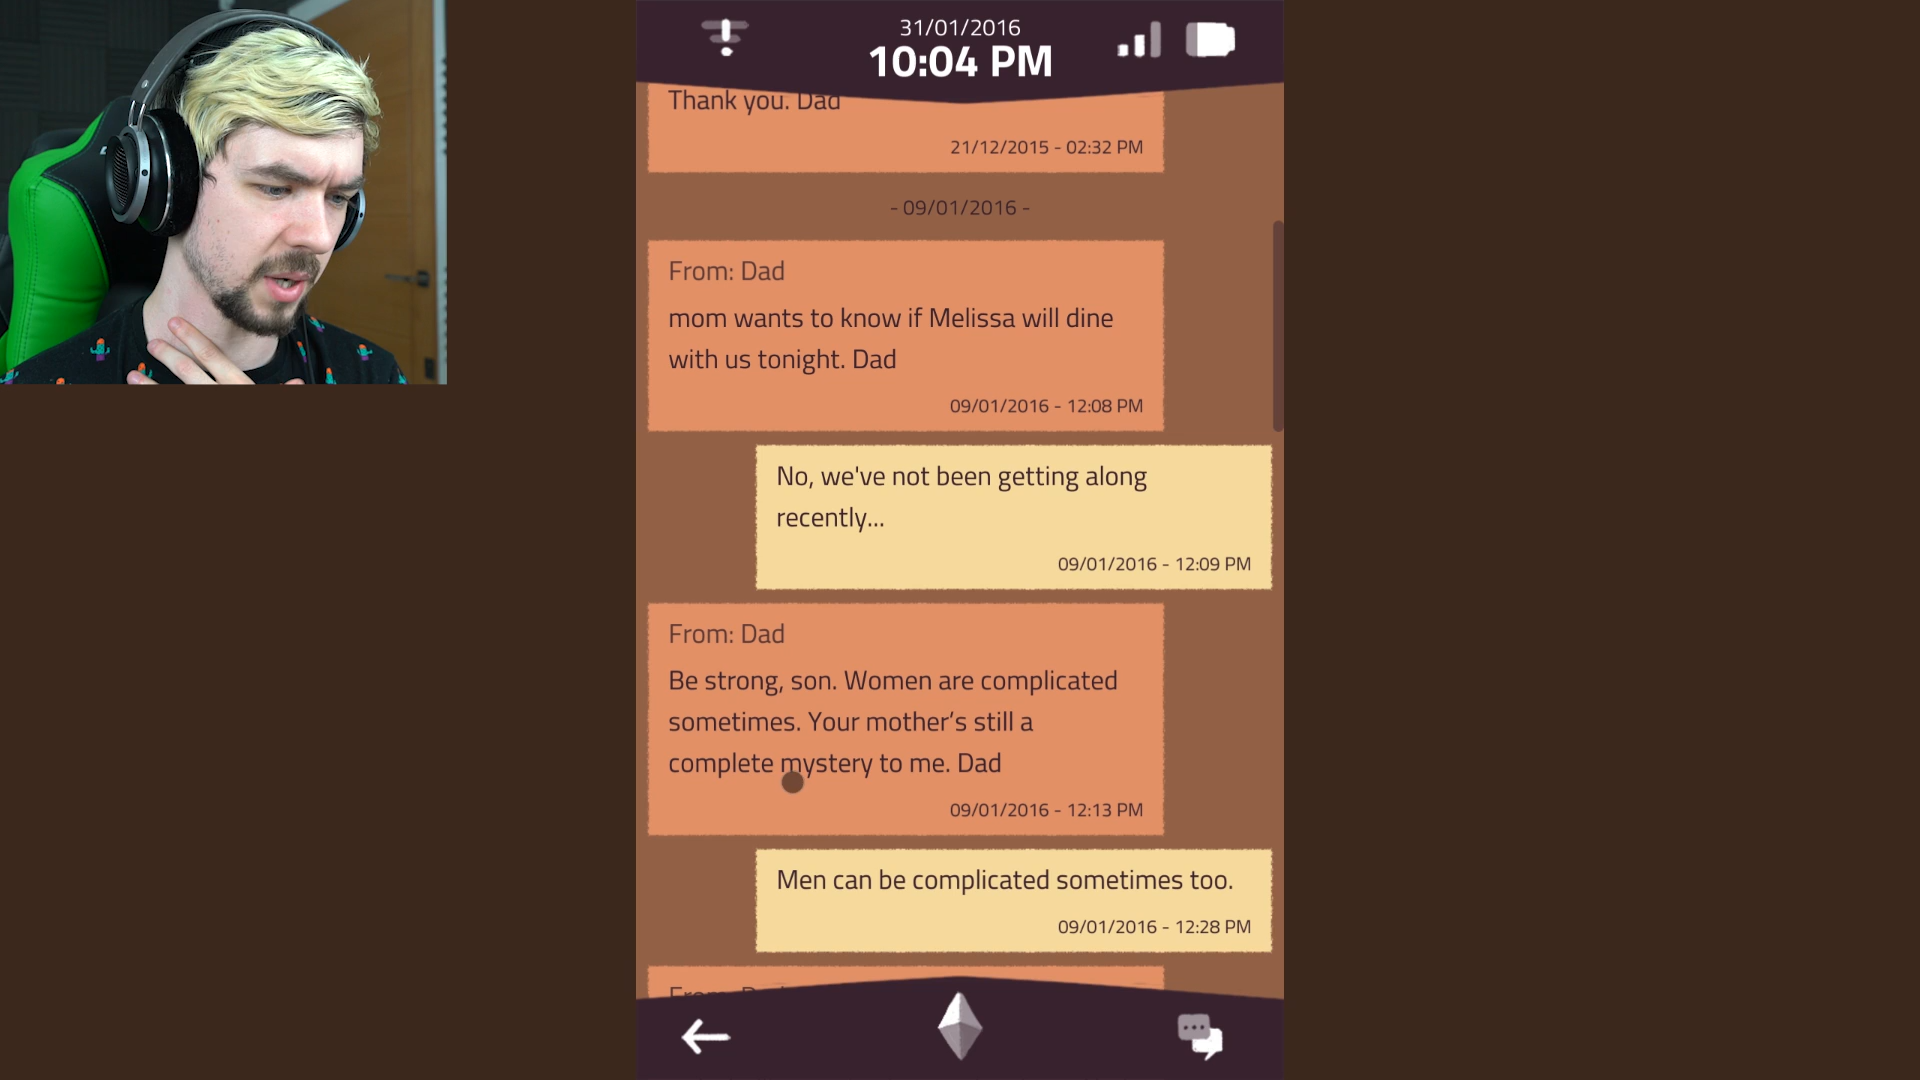 31/01/2016
10:04 PM
Thank you. Dad
21/12/2015 - 02:32 PM
- 09/01/2016 -
From: Dad
mom wants to know if Melissa will dine
with us tonight. Dad
09/01/2016 - 12:08 PM
No, we've not been getting along
recently...
09/01/2016 - 12:09 PM
From: Dad
Be strong, son. Women are complicated
sometimes. Your mother's still a
complete mystery to me. Dad
09/01/2016 - 12:13 PM
Men can be complicated sometimes too.
09/01/2016 - 12:28 PM
From: Dad